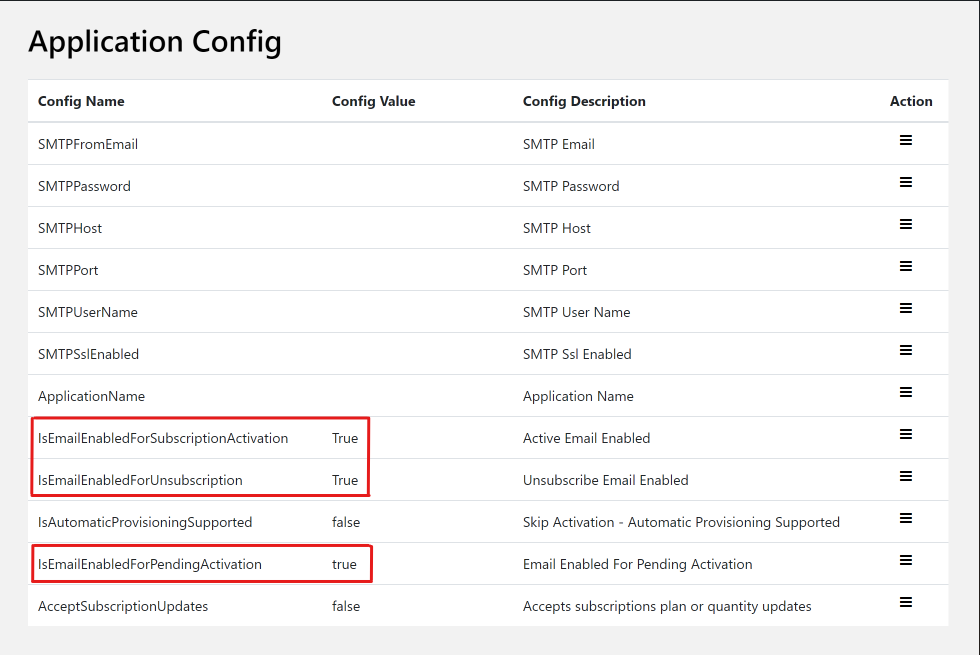 Application Config
Config Name Config Value Config Description Action
SMTPFromEmail SMTP Email
SMTPPassword SMTP Password
SMTPHost SMTP Host
SMTPPort SMTP Port
SMTPUserName SMTP User Name
SMTPSslEnabled SMTP Ssl Enabled
ApplicationName Application Name
IsEmailEnabledForSubscriptionActivation True Active Email Enabled
IsEmailEnabledForUnsubscription True Unsubscribe Email Enabled
IsAutomaticProvisioningSupported false Skip Activation - Automatic Provisioning Supported
IsEmailEnabledForPendingActivation true Email Enabled For Pending Activation
AcceptSubscriptionUpdates false Accepts subscriptions plan or quantity updates